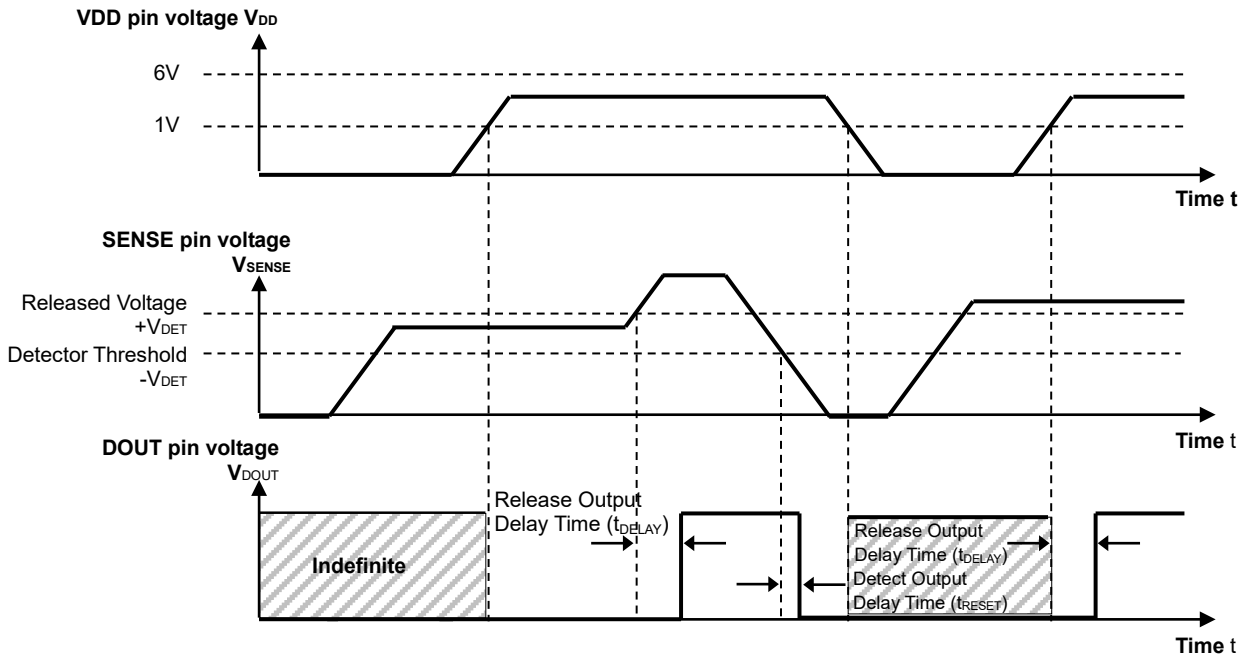 VDD pin voltage VDD
6V
1V
Time t
SENSE pin voltage
VSENSE
Released Voltage
+VDET
Detector Threshold
-VDET
Time t
DOUT pin voltage
VDOUT
Release Output
Delay Time (tDELAY)
Indefinite
Release Output
Delay Time (tDELAY)
Detect Output
Delay Time (tRESET)
Time t